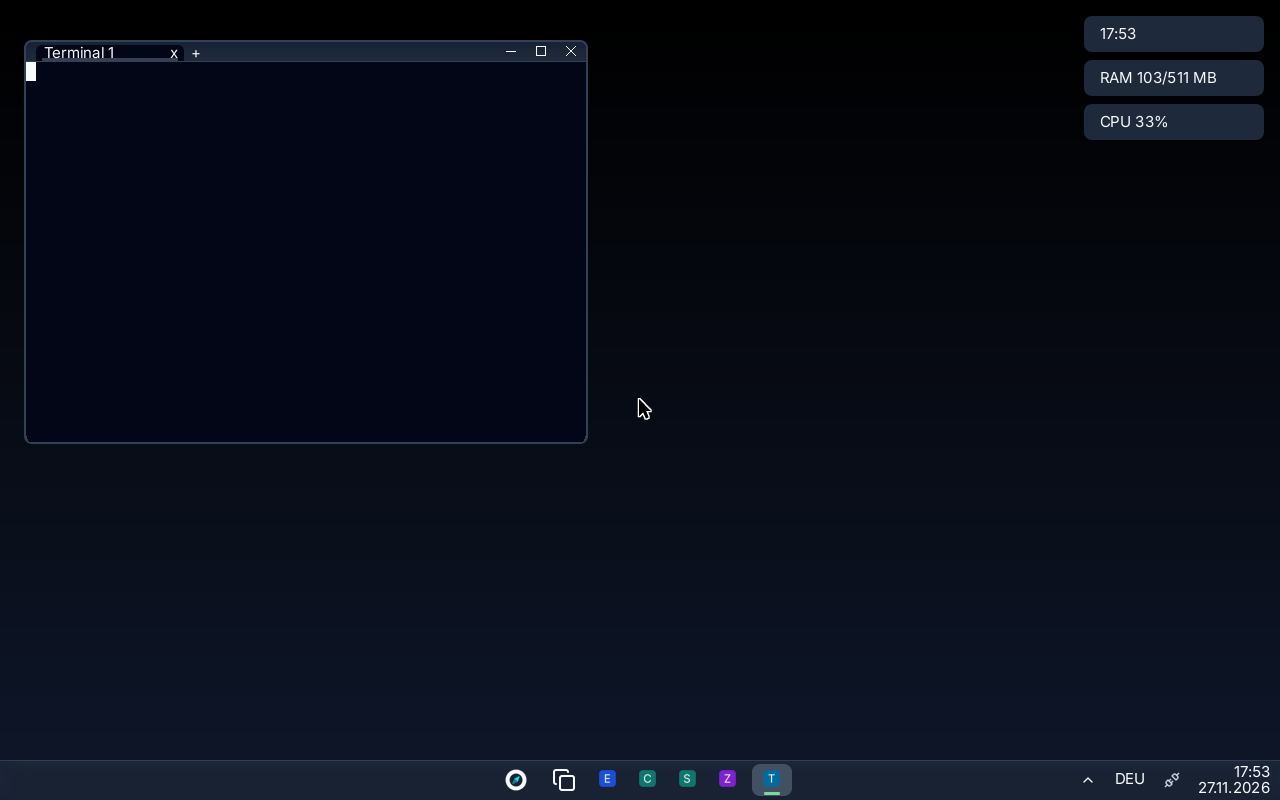 Terminal 1 x +
17:53
RAM 103/511 MB
CPU 33%
E C S Z T
DEU
17:53
27.11.2026